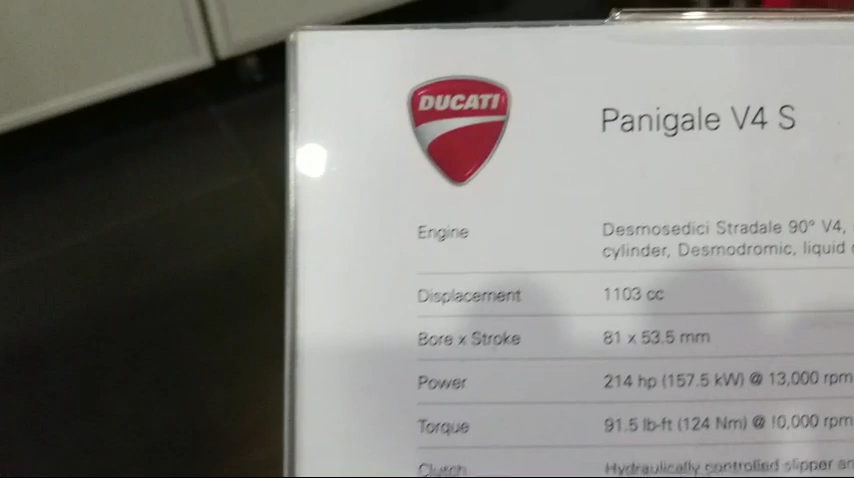 DUCATI
Panigale V4 S
Engine Desmosedici Stradale 90° V4,
cylinder, Desmodromic, liquid
Displacement 1103 cc
Bore x Stroke 81 x 53.5 mm
Power 214 hp (157.5 kW) @ 13,000 rpm
Torque 91.5 lb-ft (124 Nm) @ 10,000 rpm
Clutch Hydraulically controlled slipper an